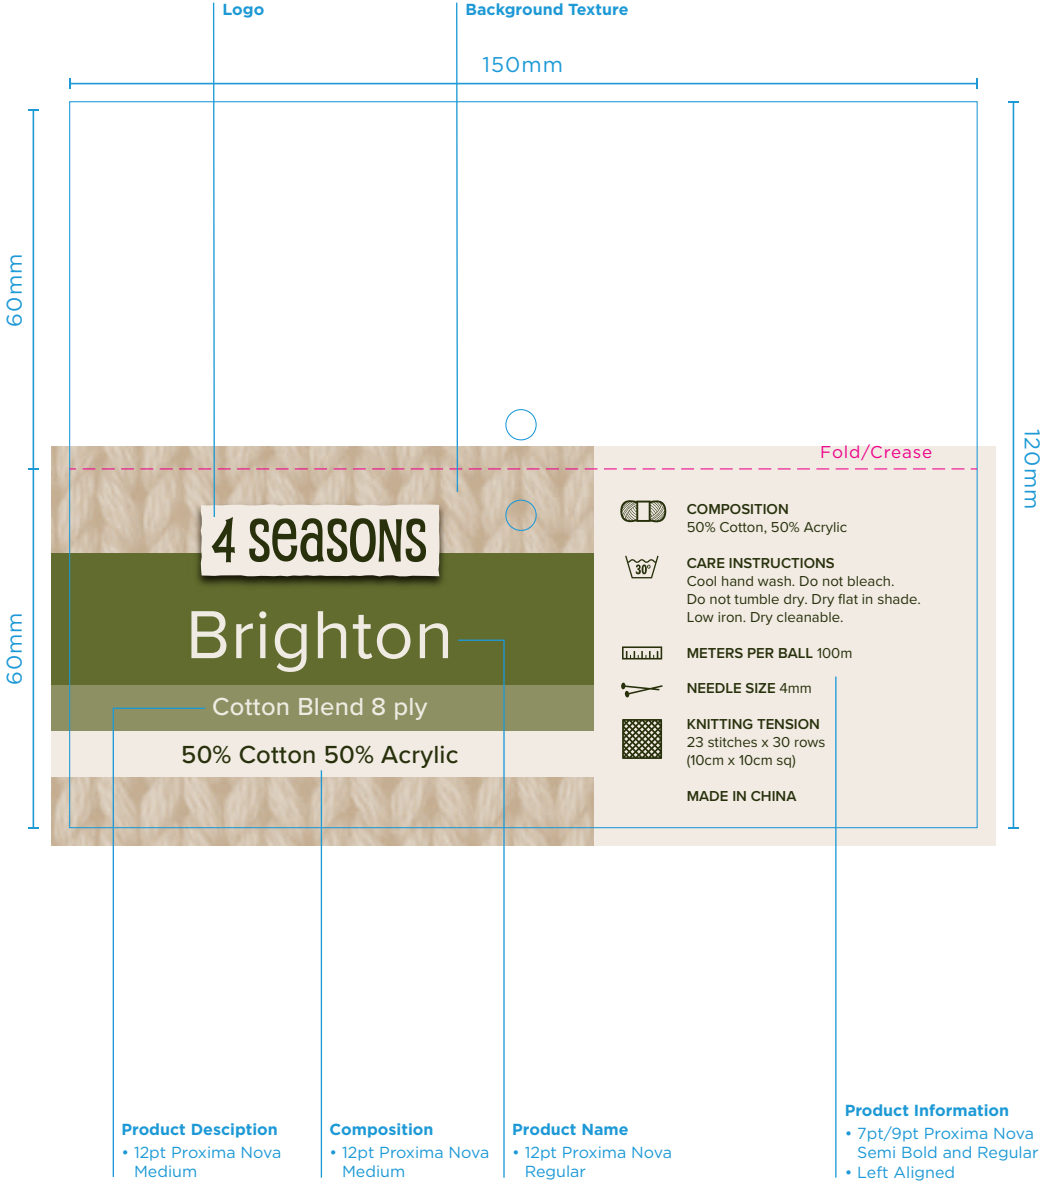 Logo
Background Texture
150mm
60mm
120mm
Fold/Crease
4 SeaSONS
Brighton
Cotton Blend 8 ply
50% Cotton 50% Acrylic
60mm
COMPOSITION
50% Cotton, 50% Acrylic
30°
CARE INSTRUCTIONS
Cool hand wash. Do not bleach.
Do not tumble dry. Dry flat in shade.
Low iron. Dry cleanable.
METERS PER BALL 100m
NEEDLE SIZE 4mm
KNITTING TENSION
23 stitches x 30 rows
(10cm x 10cm sq)
MADE IN CHINA
Product Desciption
• 12pt Proxima Nova
Medium
Composition
• 12pt Proxima Nova
Medium
Product Name
• 12pt Proxima Nova
Regular
Product Information
• 7pt/9pt Proxima Nova
Semi Bold and Regular
• Left Aligned